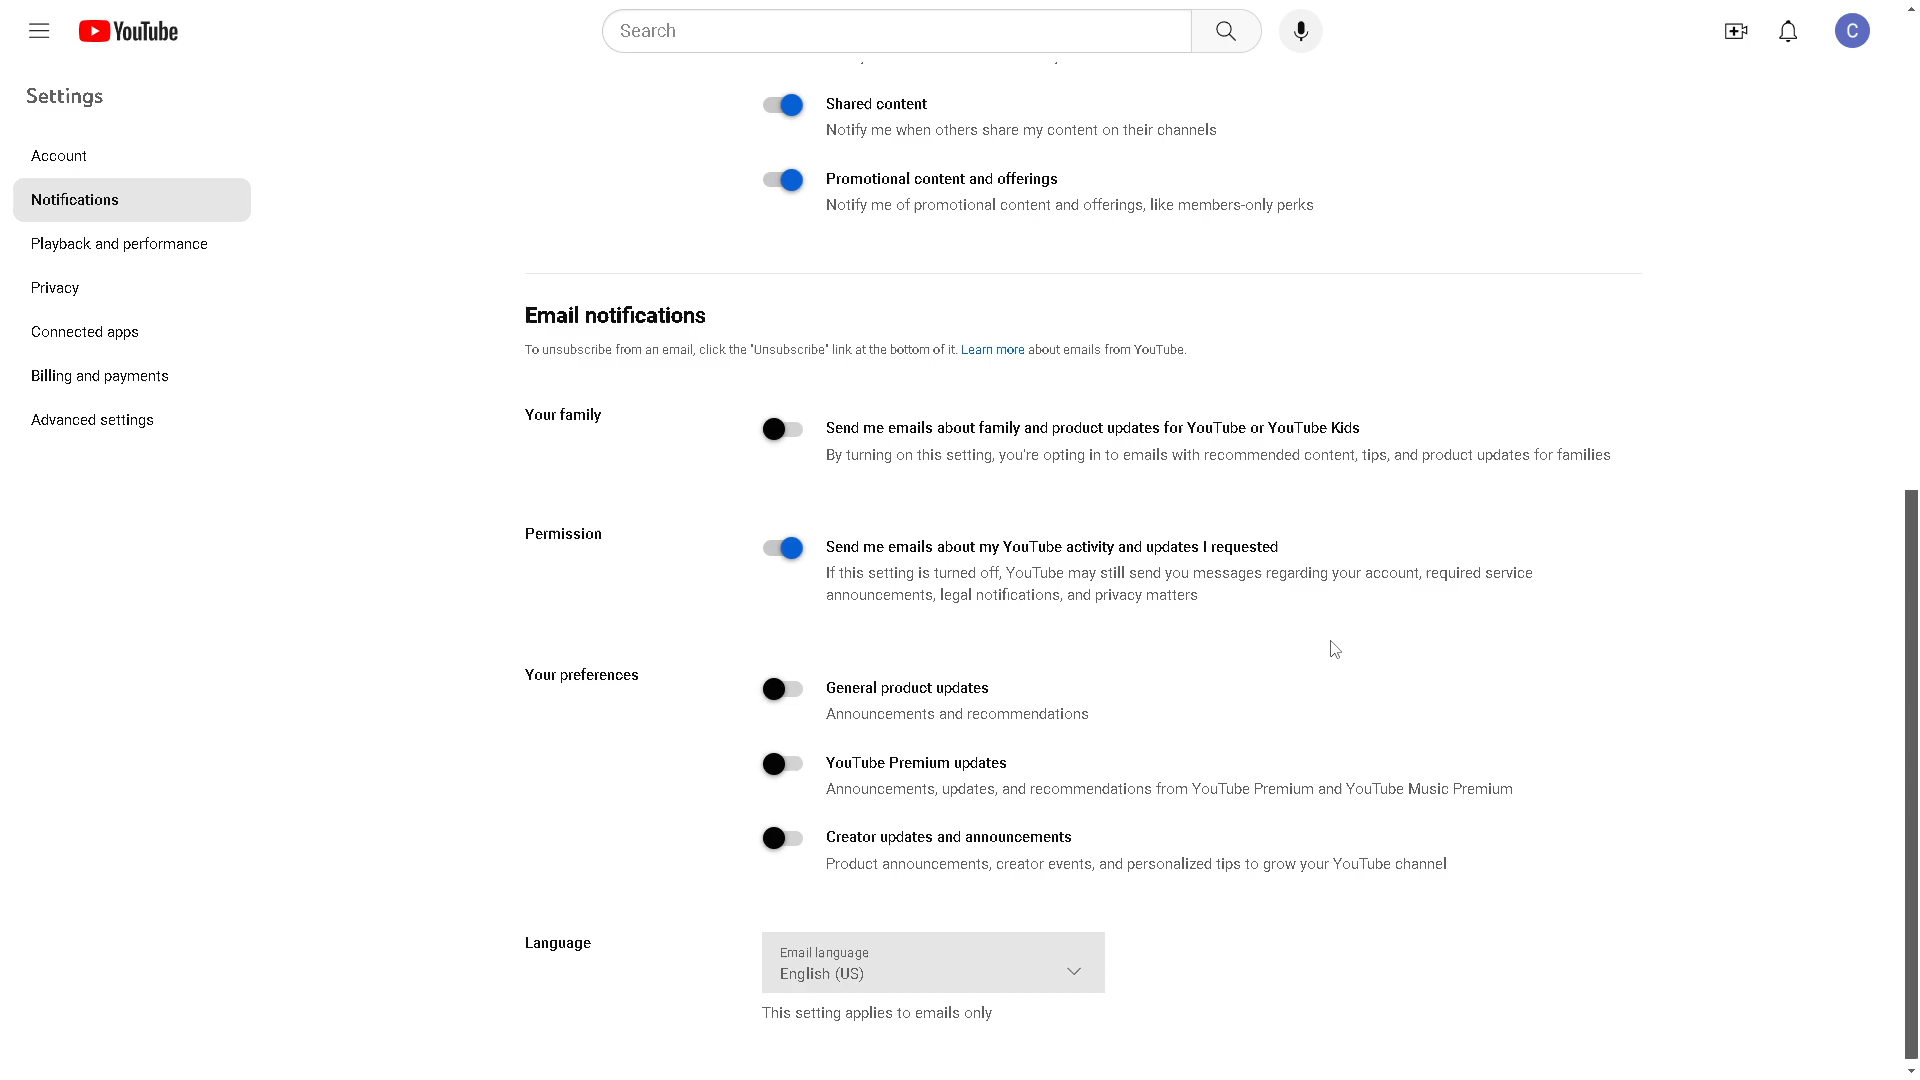 YouTube
Search
C
Settings
Account
Notifications
Playback and performance
Privacy
Connected apps
Billing and payments
Advanced settings
Shared content
Notify me when others share my content on their channels
Promotional content and offerings
Notify me of promotional content and offerings, like members-only perks
Email notifications
To unsubscribe from an email, click the "Unsubscribe" link at the bottom of it. Learn more about emails from YouTube.
Your family
Send me emails about family and product updates for YouTube or YouTube Kids
By turning on this setting, you're opting in to emails with recommended content, tips, and product updates for families
Permission
Send me emails about my YouTube activity and updates I requested
If this setting is turned off, YouTube may still send you messages regarding your account, required service
announcements, legal notifications, and privacy matters
Your preferences
General product updates
Announcements and recommendations
YouTube Premium updates
Announcements, updates, and recommendations from YouTube Premium and YouTube Music Premium
Creator updates and announcements
Product announcements, creator events, and personalized tips to grow your YouTube channel
Language
Email language
English (US)
This setting applies to emails only